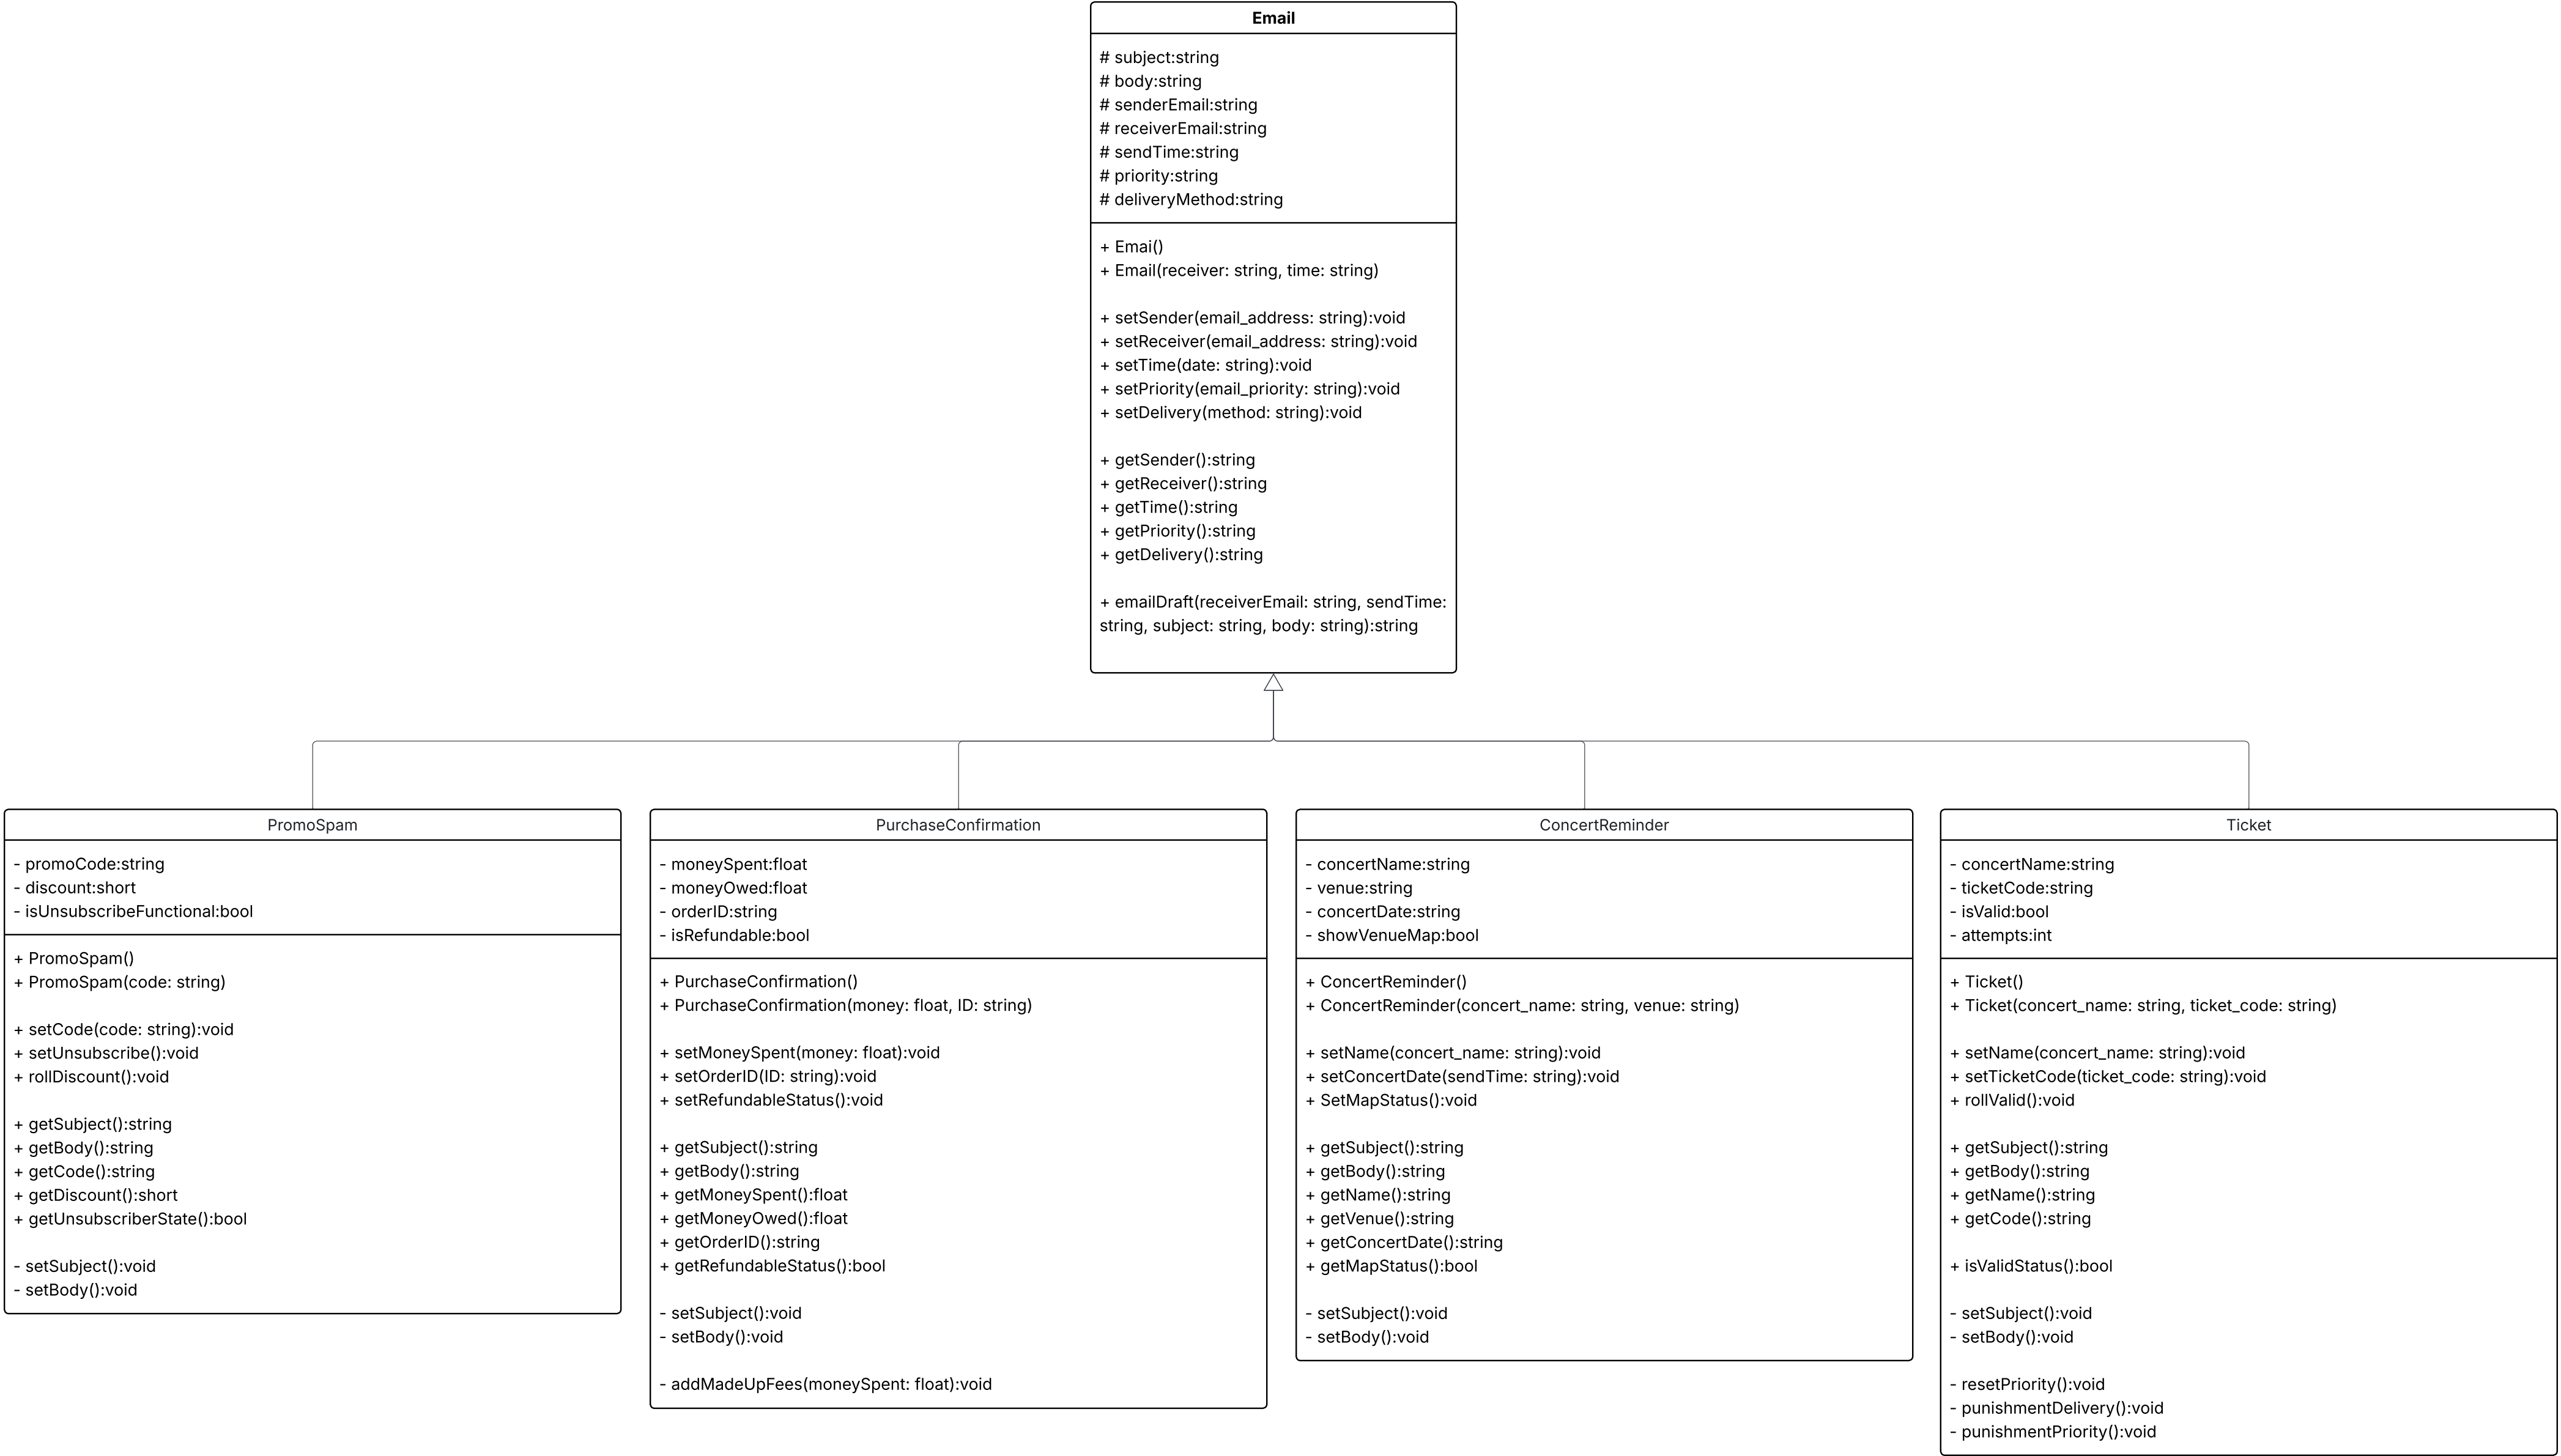 Email
# subject:string
# body:string
# senderEmail:string
# receiverEmail:string
# sendTime:string
# priority:string
# deliveryMethod:string
+ Emai()
+ Email(receiver: string, time: string)
+ setSender(email_address: string):void
+ setReceiver(email_address: string):void
+ setTime(date: string):void
+ setPriority(email_priority: string):void
+ setDelivery(method: string):void
+ getSender():string
+ getReceiver():string
+ getTime():string
+ getPriority():string
+ getDelivery():string
+ emailDraft(receiverEmail: string, sendTime:
string, subject: string, body: string):string
PromoSpam
- promoCode:string
- discount:short
- isUnsubscribeFunctional:bool
+ PromoSpam()
+ PromoSpam(code: string)
+ setCode(code: string):void
+ setUnsubscribe():void
+ rollDiscount():void
+ getSubject():string
+ getBody():string
+ getCode():string
+ getDiscount():short
+ getUnsubscriberState():bool
- setSubject():void
- setBody():void
PurchaseConfirmation
- moneySpent:float
- moneyOwed:float
- orderID:string
- isRefundable:bool
+ PurchaseConfirmation()
+ PurchaseConfirmation(money: float, ID: string)
+ setMoneySpent(money: float):void
+ setOrderID(ID: string):void
+ setRefundableStatus():void
+ getSubject():string
+ getBody():string
+ getMoneySpent():float
+ getMoneyOwed():float
+ getOrderID():string
+ getRefundableStatus():bool
- setSubject():void
- setBody():void
- addMadeUpFees(moneySpent: float):void
ConcertReminder
- concertName:string
- venue:string
- concertDate:string
- showVenueMap:bool
+ ConcertReminder()
+ ConcertReminder(concert_name: string, venue: string)
+ setName(concert_name: string):void
+ setConcertDate(sendTime: string):void
+ SetMapStatus():void
+ getSubject():string
+ getBody():string
+ getName():string
+ getVenue():string
+ getConcertDate():string
+ getMapStatus():bool
- setSubject():void
- setBody():void
Ticket
- concertName:string
- ticketCode:string
- isValid:bool
- attempts:int
+ Ticket()
+ Ticket(concert_name: string, ticket_code: string)
+ setName(concert_name: string):void
+ setTicketCode(ticket_code: string):void
+ rollValid():void
+ getSubject():string
+ getBody():string
+ getName():string
+ getCode():string
+ isValidStatus():bool
- setSubject():void
- setBody():void
- resetPriority():void
- punishmentDelivery():void
- punishmentPriority():void